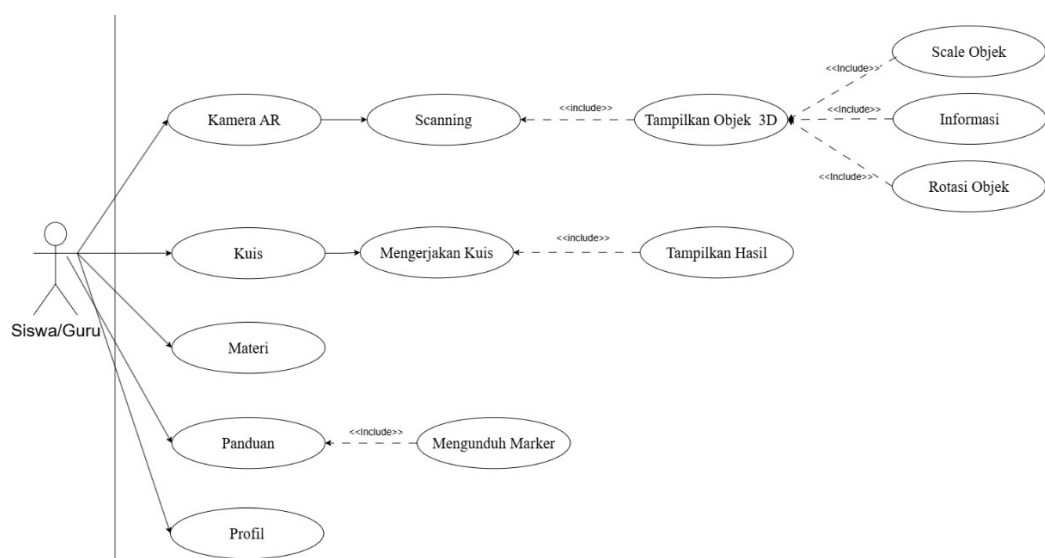 Scale Objek
<<Include>>
Kamera AR
Scanning
<<include>>
Tampilkan Objek 3D
<<Include>>
Informasi
<<Include>>
Rotasi Objek
Siswa/Guru
Kuis
Mengerjakan Kuis
<<include>>
Tampilkan Hasil
Materi
Panduan
<<Include>>
Mengunduh Marker
Profil